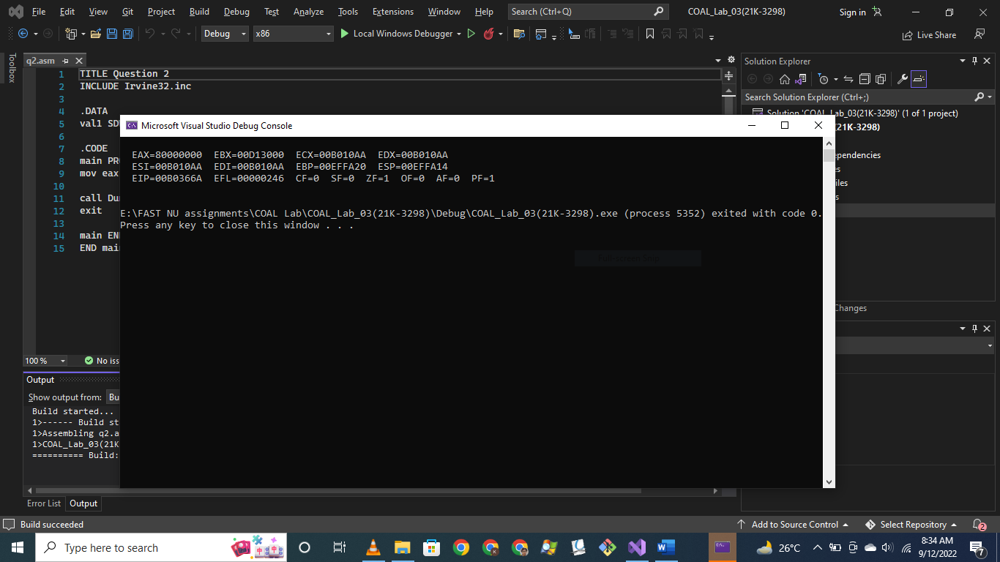 File Edit View Git Project Build Debug Test Analyze Tools Extensions Window Help Search (Ctrl+Q) COAL_Lab_03(21K-3298) Sign in
Debug x86 Local Windows Debugger Live Share
Toolbox
q2.asm
1 TITLE Question 2
2 INCLUDE Irvine32.inc
3
4 .DATA
5 val1 SD
6
7 .CODE
8 main PRO
9 mov eax
10
11 call Du
12 exit
13
14 main EN
15 END mai
Solution Explorer
Search Solution Explorer (Ctrl+;)
Solution 'COAL_Lab_03(21K-3298)' (1 of 1 project)
(21K-3298)
ependencies
es
iles
s
Changes
Microsoft Visual Studio Debug Console
EAX=80000000 EBX=00D13000 ECX=00B010AA EDX=00B010AA
ESI=00B010AA EDI=00B010AA EBP=00EFFA20 ESP=00EFFA14
EIP=00B0366A EFL=00000246 CF=0 SF=0 ZF=1 OF=0 AF=0 PF=1
E:\FAST NU assignments\COAL Lab\COAL_Lab_03(21K-3298)\Debug\COAL_Lab_03(21K-3298).exe (process 5352) exited with code 0.
Press any key to close this window . . .
100 % No iss
Output
Show output from: Bu
Build started...
1>------ Build st
1>Assembling q2.a
1>COAL_Lab_03(21K
========== Build:
Error List Output
Build succeeded Add to Source Control Select Repository 2
Type here to search 26°C 8:34 AM
9/12/2022 7